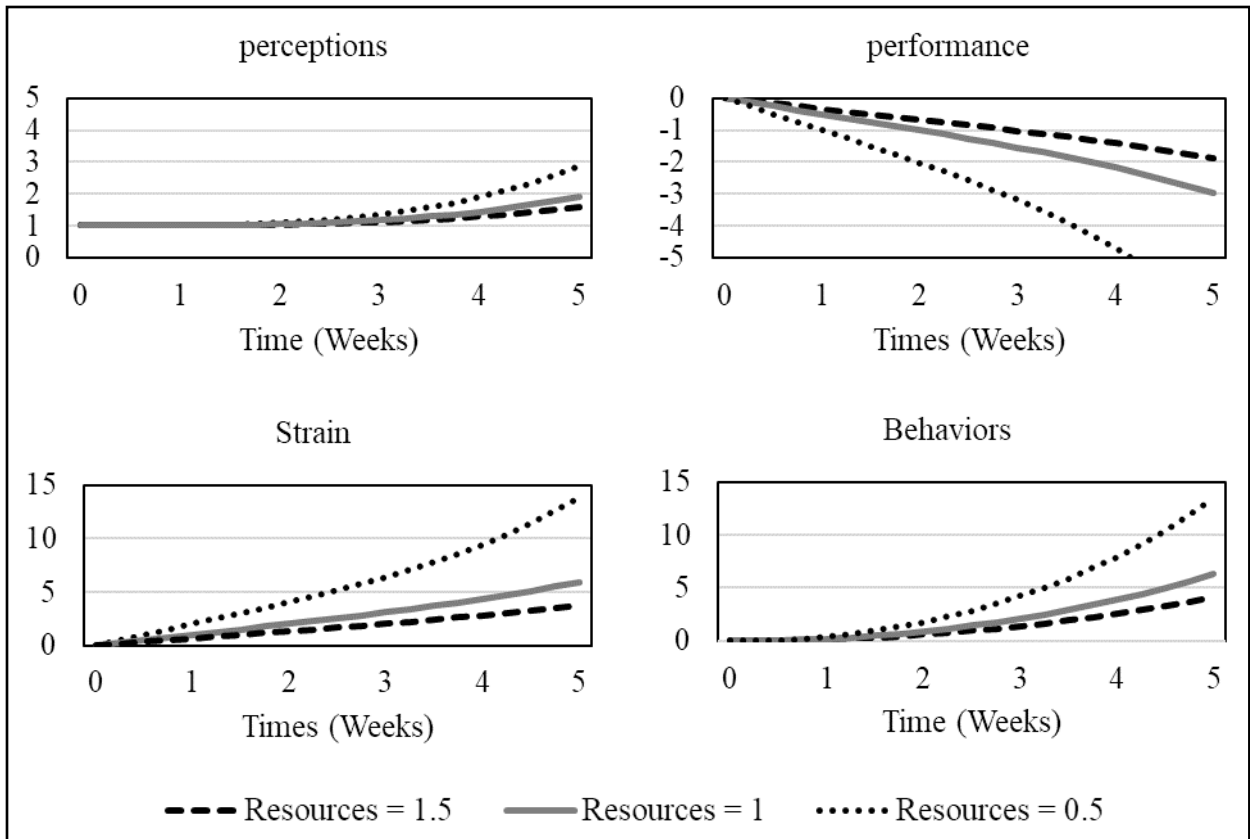 perceptions
5
4
3
2
1
0
0 1 2 3 4 5
Time (Weeks)
performance
0
-1
-2
-3
-4
-5
0 1 2 3 4 5
Times (Weeks)
Strain
15
10
5
0
0 1 2 3 4 5
Times (Weeks)
Behaviors
15
10
5
0
0 1 2 3 4 5
Time (Weeks)
Resources = 1.5 Resources = 1 Resources = 0.5